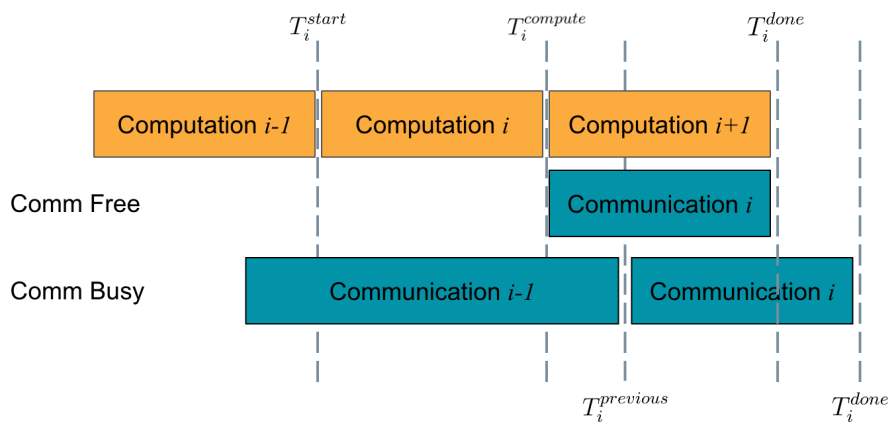 T_i^{start} T_i^{compute} T_i^{done}
Computation i-1 Computation i Computation i+1
Comm Free Communication i
Comm Busy Communication i-1 Communication i
T_i^{previous} T_i^{done}